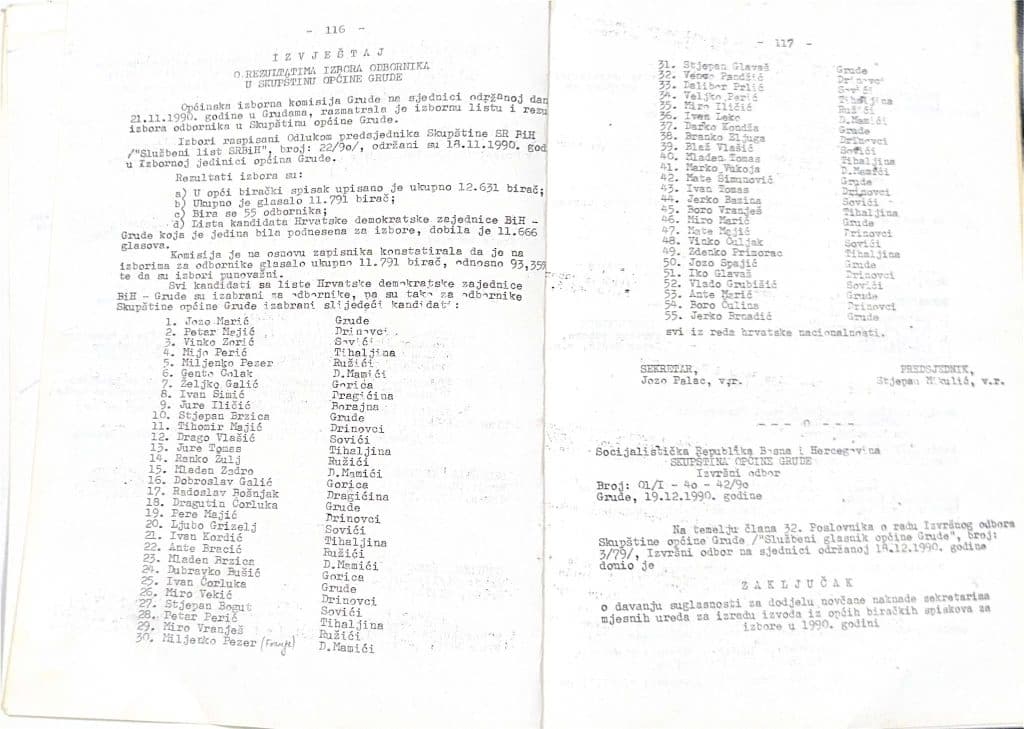 - 116 -
I Z V J E Š T A J
O REZULTATIMA IZBORA ODBORNIKA
U SKUPŠTINU OPĆINE GRUDE
Općinska izborna komisija Grude na sjednici održanoj dan
21.11.1990. godine u Grudama, razmatrala je izbornu listu i rezu
izbora odbornika u Skupštinu općine Grude.
Izbori raspisani Odlukom predsjednika Skupštine SR BiH
/"Službeni list SRBiH", broj: 22/90/, održani su 18.11.1990. god
u Izbornoj jedinici općina Grude.
Rezultati izbora su:
a) U opći birački spisak upisano je ukupno 12.631 birač;
b) Ukupno je glasalo 11.791 birač;
c) Bira se 55 odbornika;
d) Lista kandidata Hrvatske demokratske zajednice BiH -
Grude koja je jedina bila podnesena za izbore, dobila je 11.666
glasova.
Komisija je na osnovu zapisnika konstatirala da je na
izborima za odbornike glasalo ukupno 11.791 birač, odnosno 93,35%
te da su izbori punovažni.
Svi kandidati sa liste Hrvatske demokratske zajednice
BiH - Grude su izabrani za odbornike, pa su tako za odbornike
Skupštine općine Grude izabrani slijedeći kandidat':
1. Jozo Marić Grude
2. Petar Majić Drinovci
3. Vinko Zorić Sovići
4. Mijo Perić Tihaljina
5. Miljenko Pezer Ružići
6. Gento Čolak D.Mamići
7. Željko Galić Gorica
8. Ivan Simić Dragićina
9. Jure Iličić Borajna
10. Stjepan Brzica Grude
11. Tihomir Majić Drinovci
12. Drago Vlašić Sovići
13. Jure Tomas Tihaljina
14. Ranko Žulj Ružići
15. Mladen Zadro D.Mamići
16. Dobroslav Galić Gorica
17. Radoslav Bošnjak Dragićina
18. Dragutin Čorluka Grude
19. Pere Majić Drinovci
20. Ljubo Grizelj Sovići
21. Ivan Kordić Tihaljina
22. Ante Bracić Ružići
23. Mladen Brzica D.Mamići
24. Dubravko Bušić Gorica
25. Ivan Čorluka Grude
26. Miro Vekić Drinovci
27. Stjepan Bogut Sovići
28. Petar Perić Tihaljina
29. Miro Vranješ Ružići
30. Miljenko Pezer (Franje) D.Mamići
- 117 -
31. Stjepan Glavaš Grude
32. Vence Pandžić Drinovci
33. Dalibor Prlić Sovići
34. Veljko Perić Tihaljina
35. Miro Iličić Ružići
36. Ivan Leko D.Mamići
37. Darko Kondža Grude
38. Branko Zljuga Drinovci
39. Blaž Vlašić Sovići
40. Mladen Tomas Tihaljina
41. Marko Vukoja D.Mamići
42. Mate Šimunović Grude
43. Ivan Tomas Drinovci
44. Jerko Bazina Sovići
45. Boro Vranješ Tihaljina
46. Miro Marić Grude
47. Mate Majić Drinovci
48. Vinko Čuljak Sovići
49. Zdenko Primorac Tihaljina
50. Jozo Spajić Grude
51. Iko Glavaš Drinovci
52. Vlado Grubišić Sovići
53. Ante Marić Grude
54. Boro Čulina Drinovci
55. Jerko Brnadić Grude
svi iz reda hrvatske nacionalnosti.
SEKRETAR, PREDSJEDNIK,
Jozo Palac, v.r. Stjepan Mikulić, v.r.
- - - o - - -
Socijalistička Republika Bosna i Hercegovina
SKUPŠTINA OPĆINE GRUDE
Izvršni odbor
Broj: 01/I - 40 - 42/90
Grude, 19.12.1990. godine
Na temelju člana 32. Poslovnika o radu Izvršnog odbora
Skupštine općine Grude /"Službeni glasnik općine Grude", broj:
3/79/, Izvršni odbor na sjednici održanoj 18.12.1990. godine
donio je
Z A K L J U Č A K
o davanju suglasnosti za dodjelu novčane naknade sekretarima
mjesnih ureda za izradu izvoda iz općih biračkih spiskova za
izbore u 1990. godini